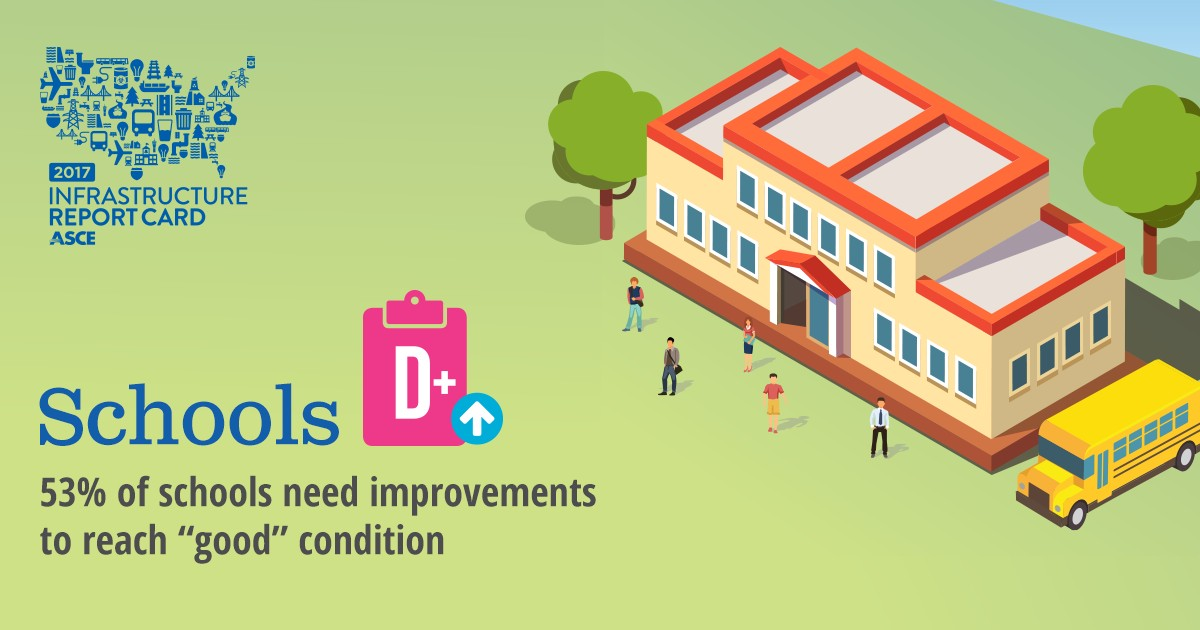 2017
INFRASTRUCTURE
REPORT CARD
ASCE
Schools
D+
53% of schools need improvements
to reach “good” condition